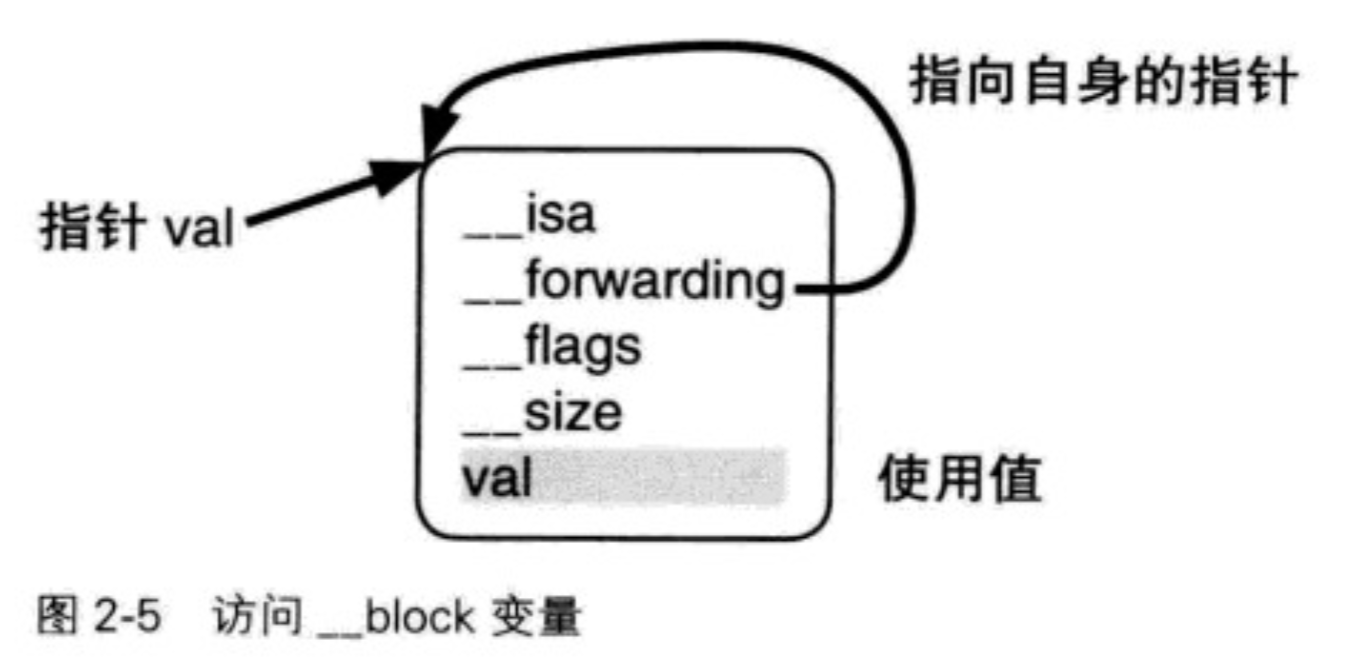 指向自身的指针
指针 val
__isa
__forwarding
__flags
__size
val
使用值
图 2-5 访问 __block 变量